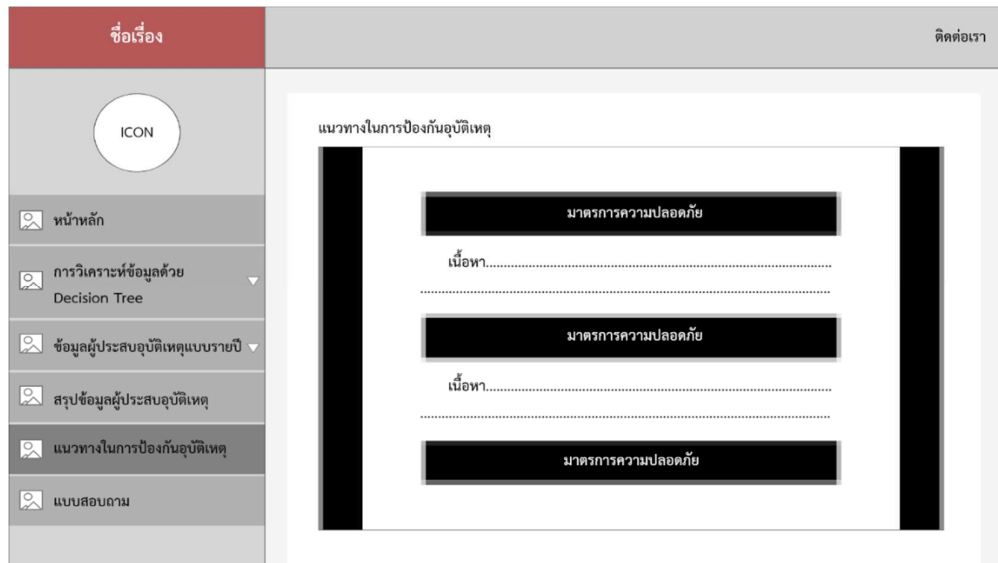 ชื่อเรื่อง
ติดต่อเรา
ICON
หน้าหลัก
การวิเคราะห์ข้อมูลด้วย
Decision Tree
ข้อมูลผู้ประสบอุบัติเหตุแบบรายปี
สรุปข้อมูลผู้ประสบอุบัติเหตุ
แนวทางในการป้องกันอุบัติเหตุ
แบบสอบถาม
แนวทางในการป้องกันอุบัติเหตุ
มาตรการความปลอดภัย
เนื้อหา..........................................................................................
...........................................................................................................
มาตรการความปลอดภัย
เนื้อหา..........................................................................................
...........................................................................................................
มาตรการความปลอดภัย